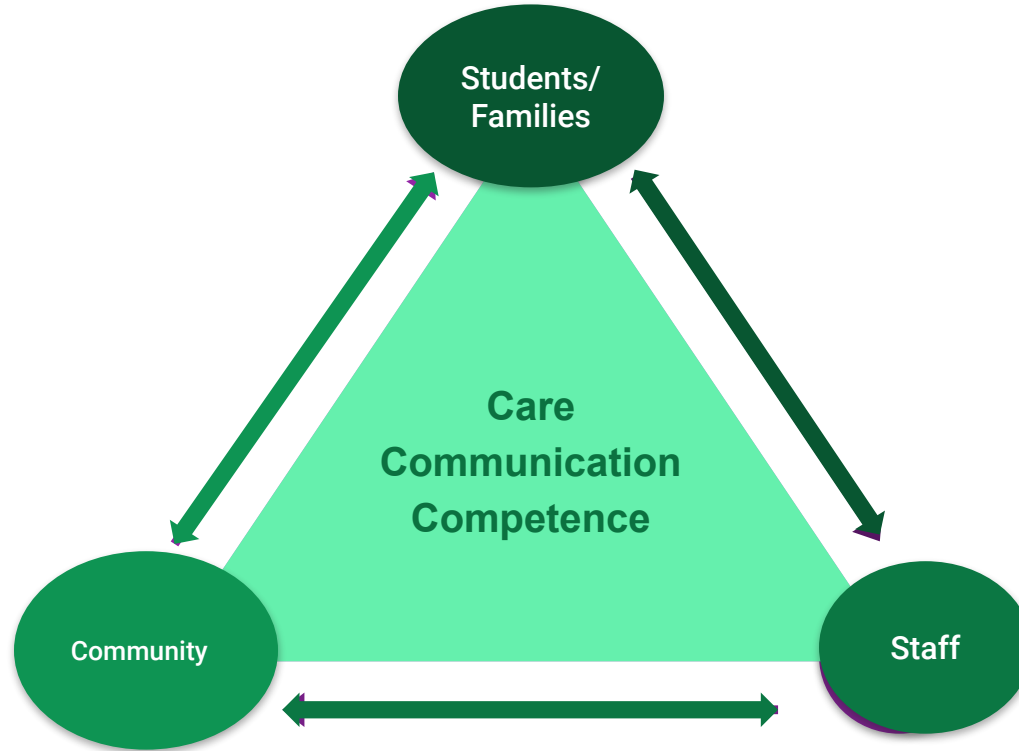 Students/
Families
Care
Communication
Competence
Community
Staff